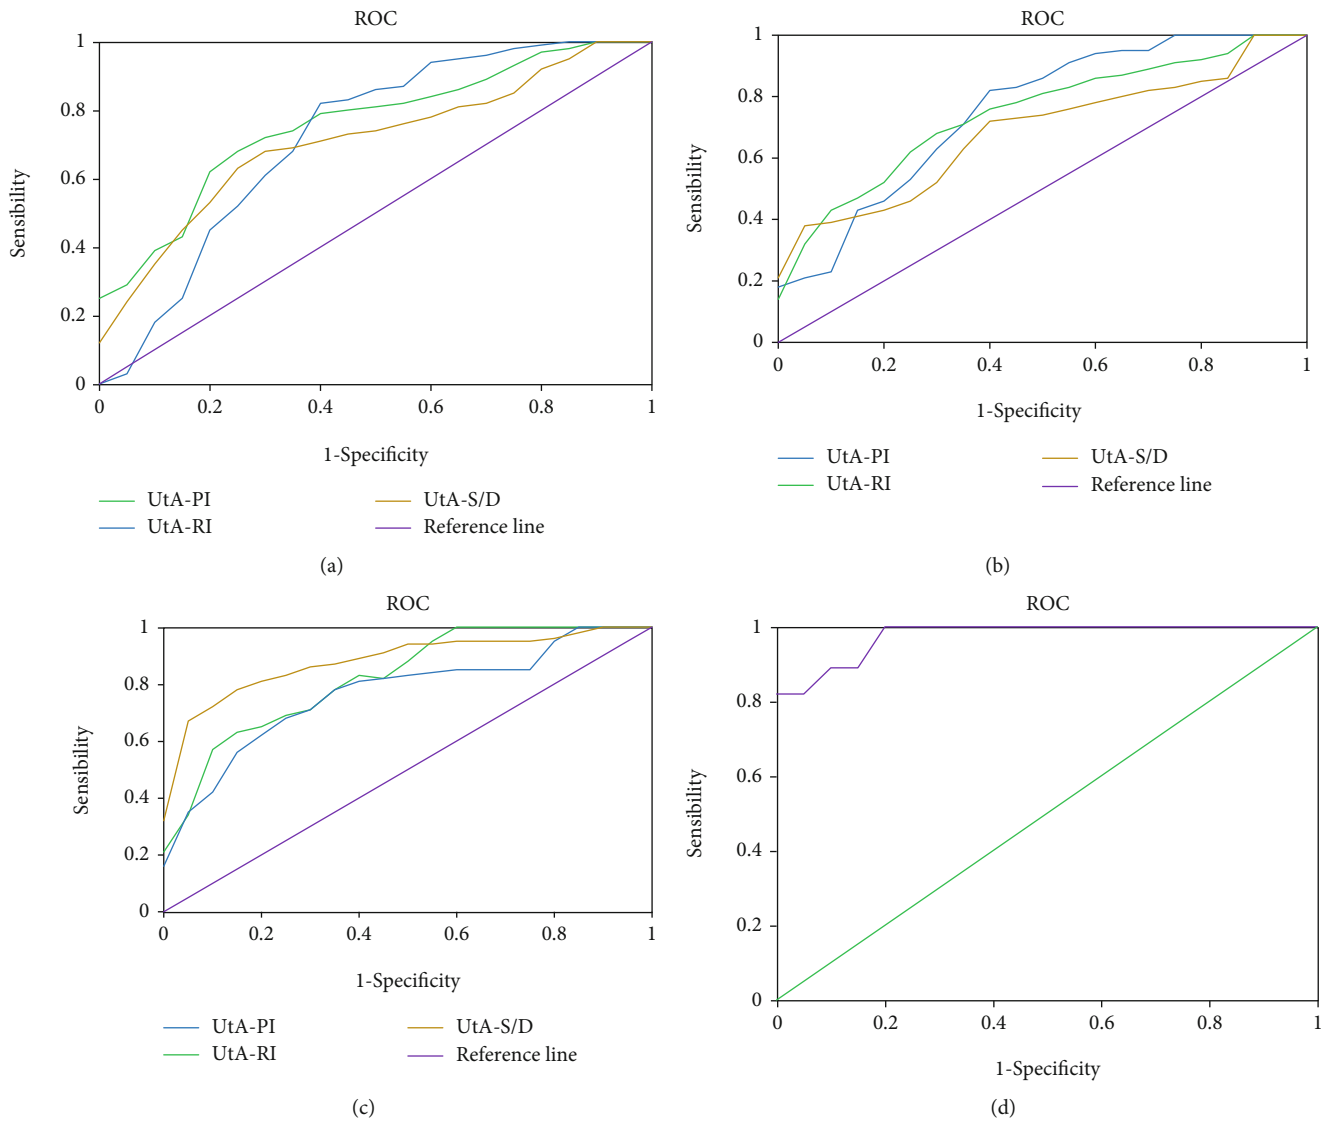 ROC
1
0.8
0.6
0.4
0.2
0
Sensibility
0 0.2 0.4 0.6 0.8 1
1-Specificity
UtA-PI UtA-S/D
UtA-RI Reference line
(a)
ROC
1
0.8
0.6
0.4
0.2
0
Sensibility
0 0.2 0.4 0.6 0.8 1
1-Specificity
UtA-PI UtA-S/D
UtA-RI Reference line
(b)
ROC
1
0.8
0.6
0.4
0.2
0
Sensibility
0 0.2 0.4 0.6 0.8 1
1-Specificity
UtA-PI UtA-S/D
UtA-RI Reference line
(c)
ROC
1
0.8
0.6
0.4
0.2
0
Sensibility
0 0.2 0.4 0.6 0.8 1
1-Specificity
(d)